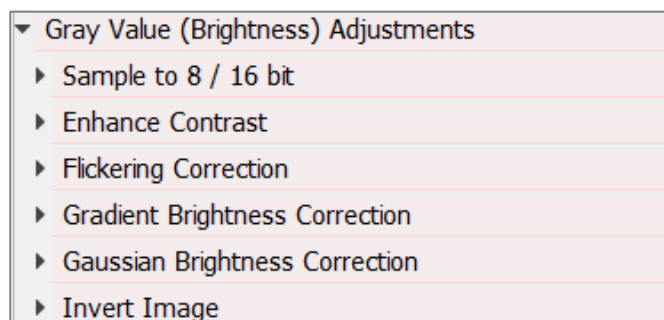 Gray Value (Brightness) Adjustments
Sample to 8 / 16 bit
Enhance Contrast
Flickering Correction
Gradient Brightness Correction
Gaussian Brightness Correction
Invert Image